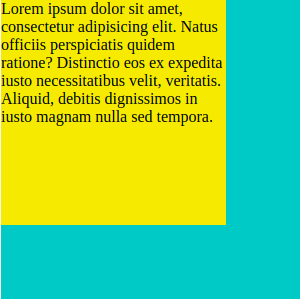 Lorem ipsum dolor sit amet,
consectetur adipisicing elit. Natus
officiis perspiciatis quidem
ratione? Distinctio eos ex expedita
iusto necessitatibus velit, veritatis.
Aliquid, debitis dignissimos in
iusto magnam nulla sed tempora.